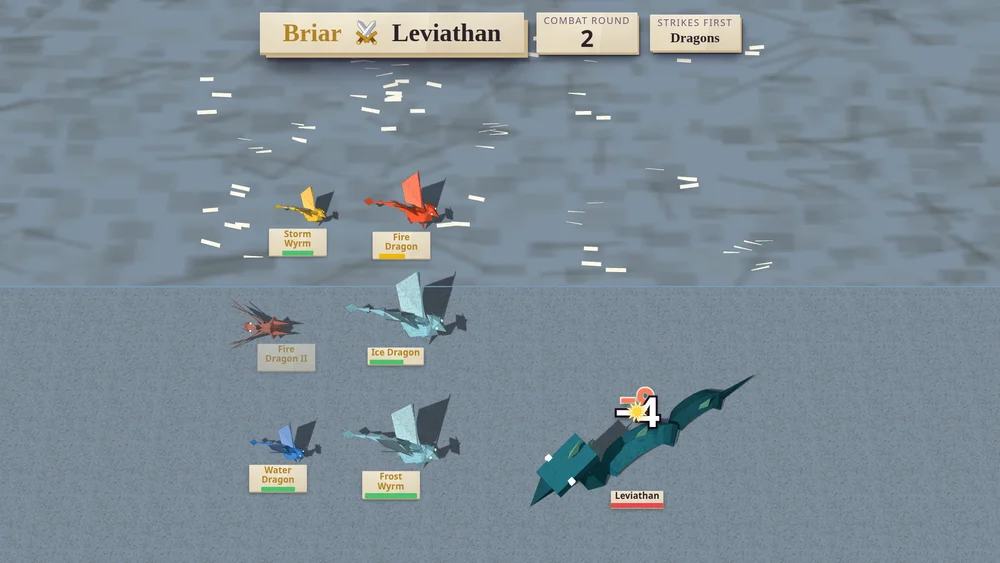 Briar ⚔ Leviathan
COMBAT ROUND
2
STRIKES FIRST
Dragons
Storm
Wyrm
Fire
Dragon
Fire
Dragon II
Ice Dragon
-4
Water
Dragon
Frost
Wyrm
Leviathan